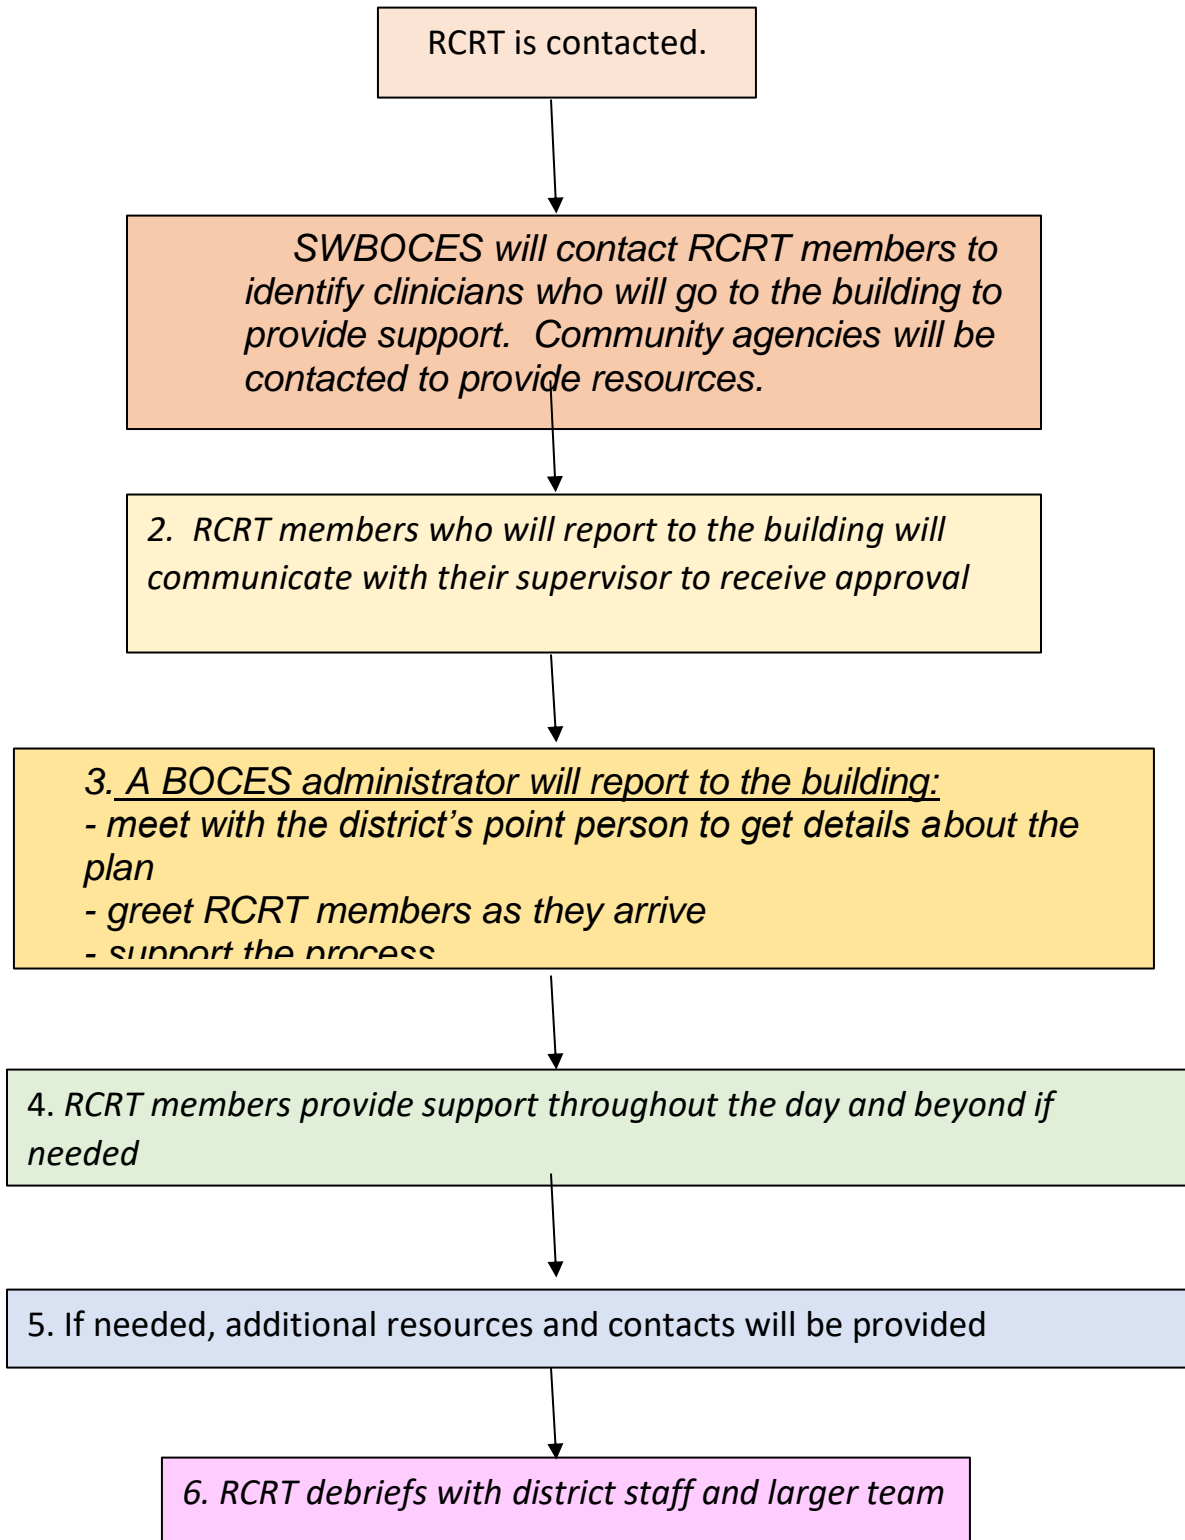 RCRT is contacted.
SWBOCES will contact RCRT members to
identify clinicians who will go to the building to
provide support.  Community agencies will be
contacted to provide resources.
2.  RCRT members who will report to the building will
communicate with their supervisor to receive approval
3. A BOCES administrator will report to the building:
- meet with the district’s point person to get details about the
plan
- greet RCRT members as they arrive
- support the process
4. RCRT members provide support throughout the day and beyond if
needed
5. If needed, additional resources and contacts will be provided
6. RCRT debriefs with district staff and larger team